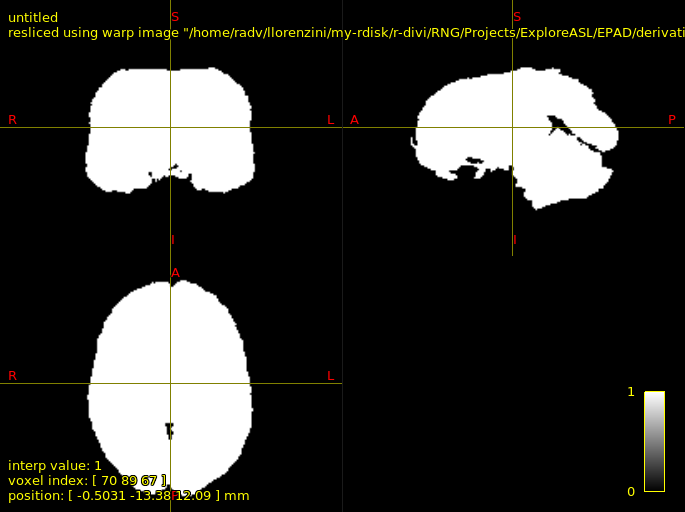 untitled
resliced using warp image "/home/radv/llorenzini/my-rdisk/r-divi/RNG/Projects/ExploreASL/EPAD/derivati
S
S
R
L
A
P
I
I
A
R
L
1
interp value: 1
voxel index: [ 70 89 67 ]
0
position: [ -0.5031 -13.38 12.09 ] mm
P